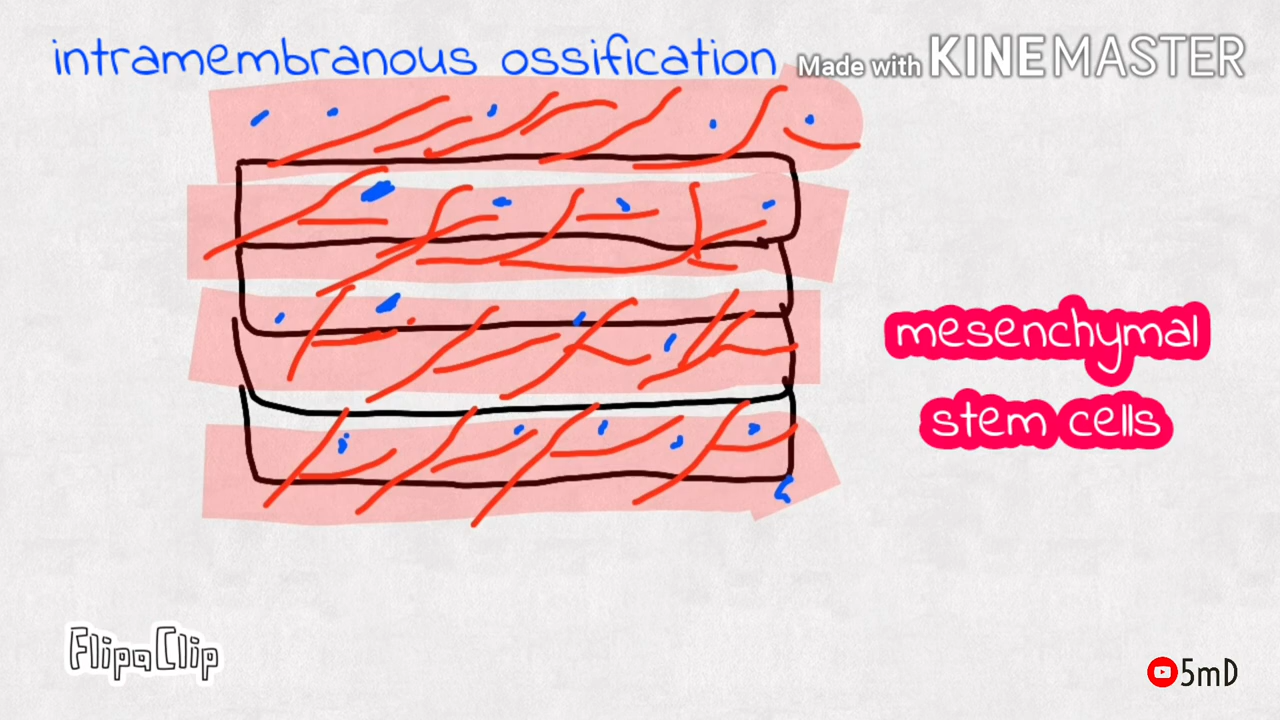 intramembranous ossification
Made with KINEMASTER
mesenchymal
stem cells
FlipaClip
5mD